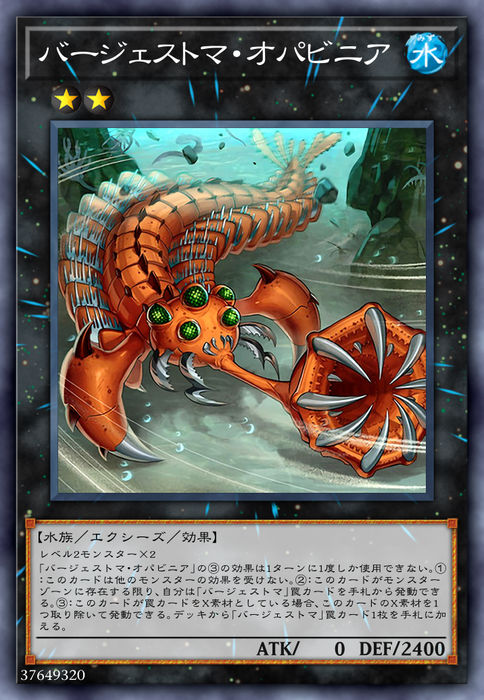 バージェストマ・オパビニア
みず
水
【水族／エクシーズ／効果】
レベル2モンスター×2
「バージェストマ・オパビニア」の③の効果は1ターンに1度しか使用できない。①
：このカードは他のモンスターの効果を受けない。②：このカードがモンスター
ゾーンに存在する限り、自分は「バージェストマ」罠カードを手札から発動でき
る。③：このカードが罠カードをX素材としている場合、このカードのX素材を1
つ取り除いて発動できる。デッキから「バージェストマ」罠カード1枚を手札に加
える。
ATK/ 0 DEF/2400
37649320